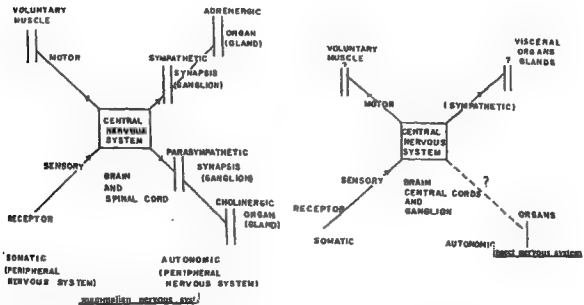 VOLUNTARY
MUSCLE
MOTOR
ADRENERGIC
ORGAN
(GLAND)
SYMPATHETIC
SYNAPSIS
(GANGLION)
CENTRAL
NERVOUS
SYSTEM
SENSORY
BRAIN
AND
SPINAL CORD
PARASYMPATHETIC
SYNAPSIS
(GANGLION)
CHOLINERGIC
ORGAN
(GLAND)
RECEPTOR
SOMATIC
(PERIPHERAL
NERVOUS SYSTEM)
AUTONOMIC
(PERIPHERAL
NERVOUS SYSTEM)
mammalian nervous syst
VOLUNTARY
MUSCLE
?
MOTOR
VISCERAL
ORGANS
GLANDS
?
(SYMPATHETIC)
CENTRAL
NERVOUS
SYSTEM
SENSORY
BRAIN
CENTRAL CORDS
AND
GANGLION
?
RECEPTOR
SOMATIC
ORGANS
AUTONOMIC
insect nervous system